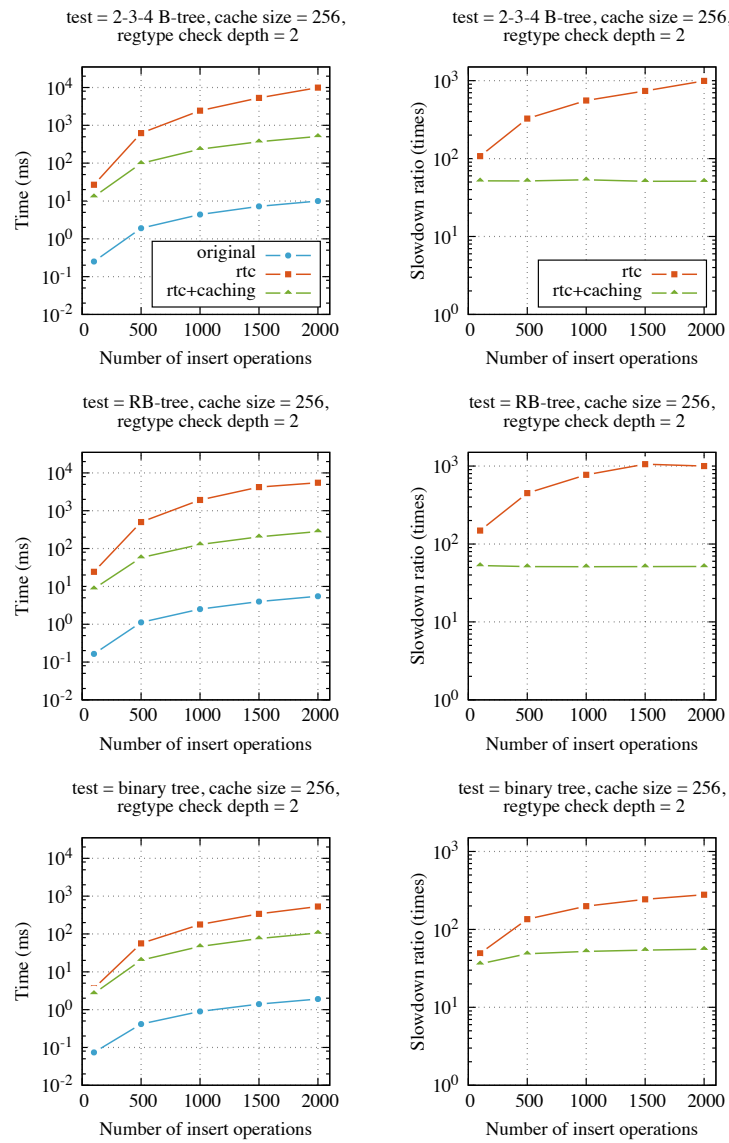 test = 2-3-4 B-tree, cache size = 256,
regtype check depth = 2
10^4
10^3
10^2
10^1
10^0
10^-1
10^-2
Time (ms)
original
rtc
rtc+caching
0 500 1000 1500 2000
Number of insert operations
test = 2-3-4 B-tree, cache size = 256,
regtype check depth = 2
10^3
10^2
10^1
10^0
Slowdown ratio (times)
rtc
rtc+caching
0 500 1000 1500 2000
Number of insert operations
test = RB-tree, cache size = 256,
regtype check depth = 2
10^4
10^3
10^2
10^1
10^0
10^-1
10^-2
Time (ms)
0 500 1000 1500 2000
Number of insert operations
test = RB-tree, cache size = 256,
regtype check depth = 2
10^3
10^2
10^1
10^0
Slowdown ratio (times)
0 500 1000 1500 2000
Number of insert operations
test = binary tree, cache size = 256,
regtype check depth = 2
10^4
10^3
10^2
10^1
10^0
10^-1
10^-2
Time (ms)
0 500 1000 1500 2000
Number of insert operations
test = binary tree, cache size = 256,
regtype check depth = 2
10^3
10^2
10^1
10^0
Slowdown ratio (times)
0 500 1000 1500 2000
Number of insert operations